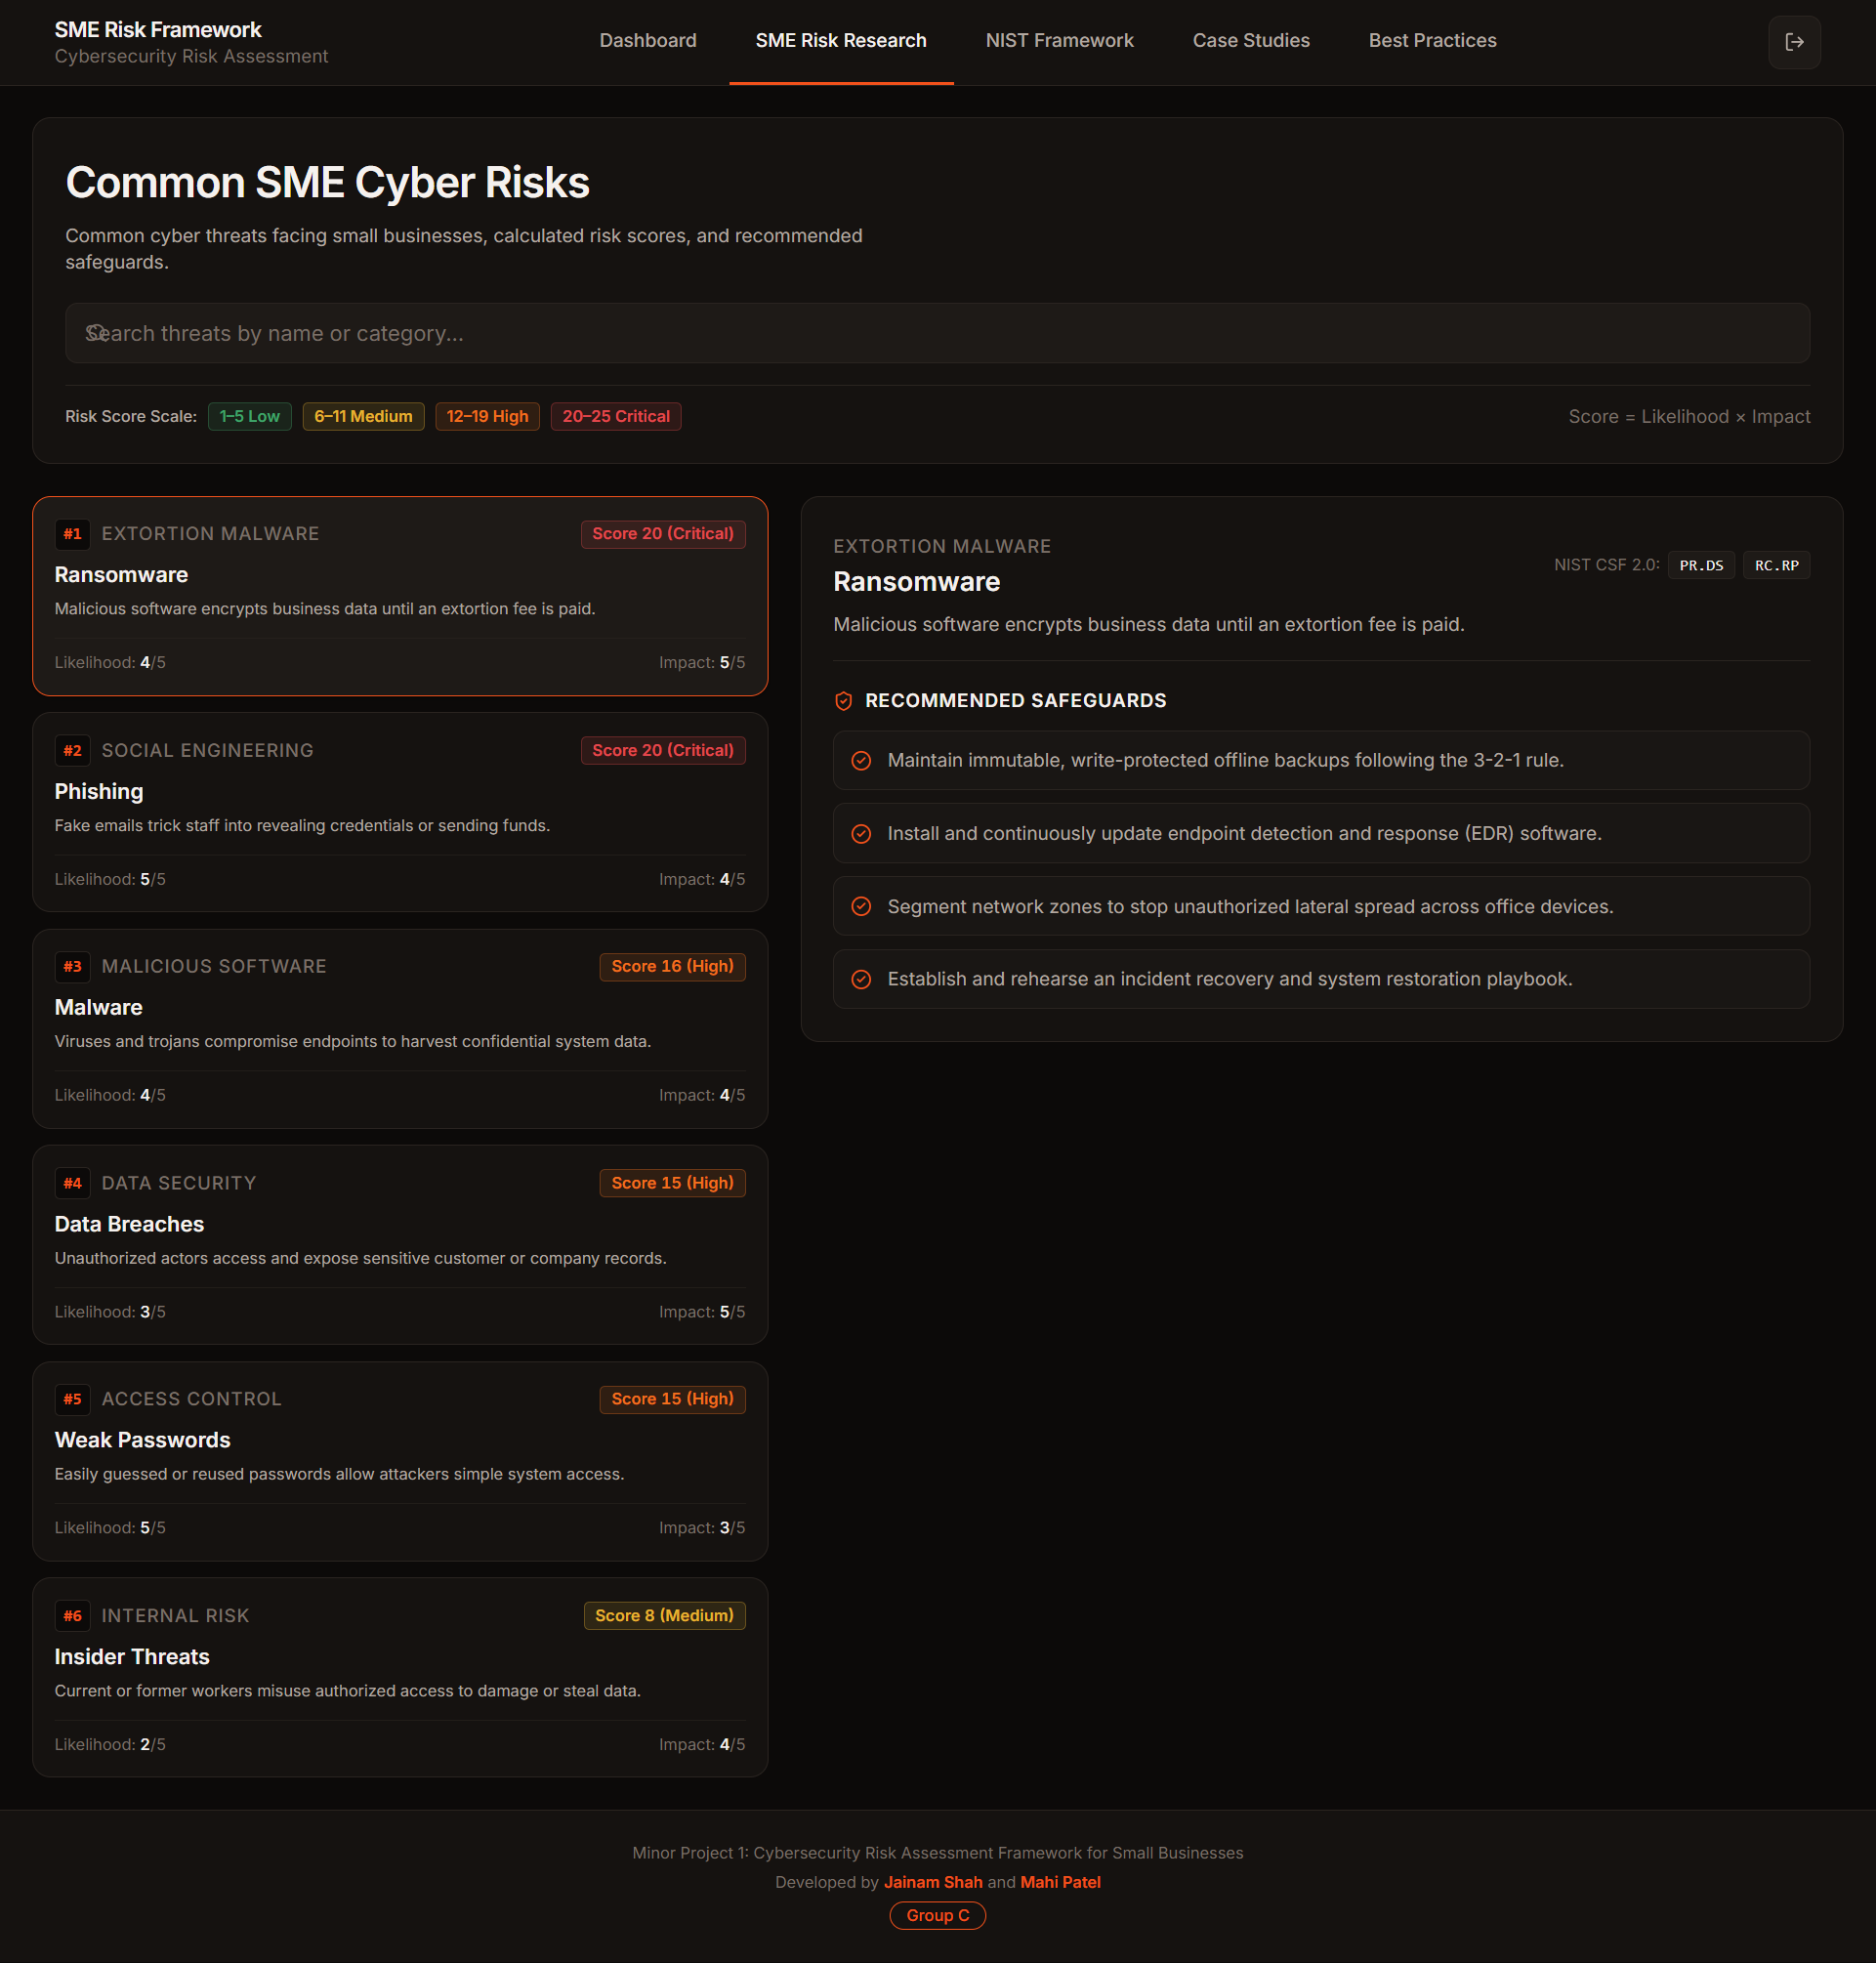 SME Risk Framework
Cybersecurity Risk Assessment
Dashboard
SME Risk Research
NIST Framework
Case Studies
Best Practices
Common SME Cyber Risks
Common cyber threats facing small businesses, calculated risk scores, and recommended
safeguards.
Search threats by name or category...
Risk Score Scale: 1–5 Low 6–11 Medium 12–19 High 20–25 Critical
Score = Likelihood × Impact
#1 EXTORTION MALWARE Score 20 (Critical)
Ransomware
Malicious software encrypts business data until an extortion fee is paid.
Likelihood: 4/5 Impact: 5/5
#2 SOCIAL ENGINEERING Score 20 (Critical)
Phishing
Fake emails trick staff into revealing credentials or sending funds.
Likelihood: 5/5 Impact: 4/5
#3 MALICIOUS SOFTWARE Score 16 (High)
Malware
Viruses and trojans compromise endpoints to harvest confidential system data.
Likelihood: 4/5 Impact: 4/5
#4 DATA SECURITY Score 15 (High)
Data Breaches
Unauthorized actors access and expose sensitive customer or company records.
Likelihood: 3/5 Impact: 5/5
#5 ACCESS CONTROL Score 15 (High)
Weak Passwords
Easily guessed or reused passwords allow attackers simple system access.
Likelihood: 5/5 Impact: 3/5
#6 INTERNAL RISK Score 8 (Medium)
Insider Threats
Current or former workers misuse authorized access to damage or steal data.
Likelihood: 2/5 Impact: 4/5
EXTORTION MALWARE
Ransomware
NIST CSF 2.0: PR.DS RC.RP
Malicious software encrypts business data until an extortion fee is paid.
RECOMMENDED SAFEGUARDS
Maintain immutable, write-protected offline backups following the 3-2-1 rule.
Install and continuously update endpoint detection and response (EDR) software.
Segment network zones to stop unauthorized lateral spread across office devices.
Establish and rehearse an incident recovery and system restoration playbook.
Minor Project 1: Cybersecurity Risk Assessment Framework for Small Businesses
Developed by Jainam Shah and Mahi Patel
Group C